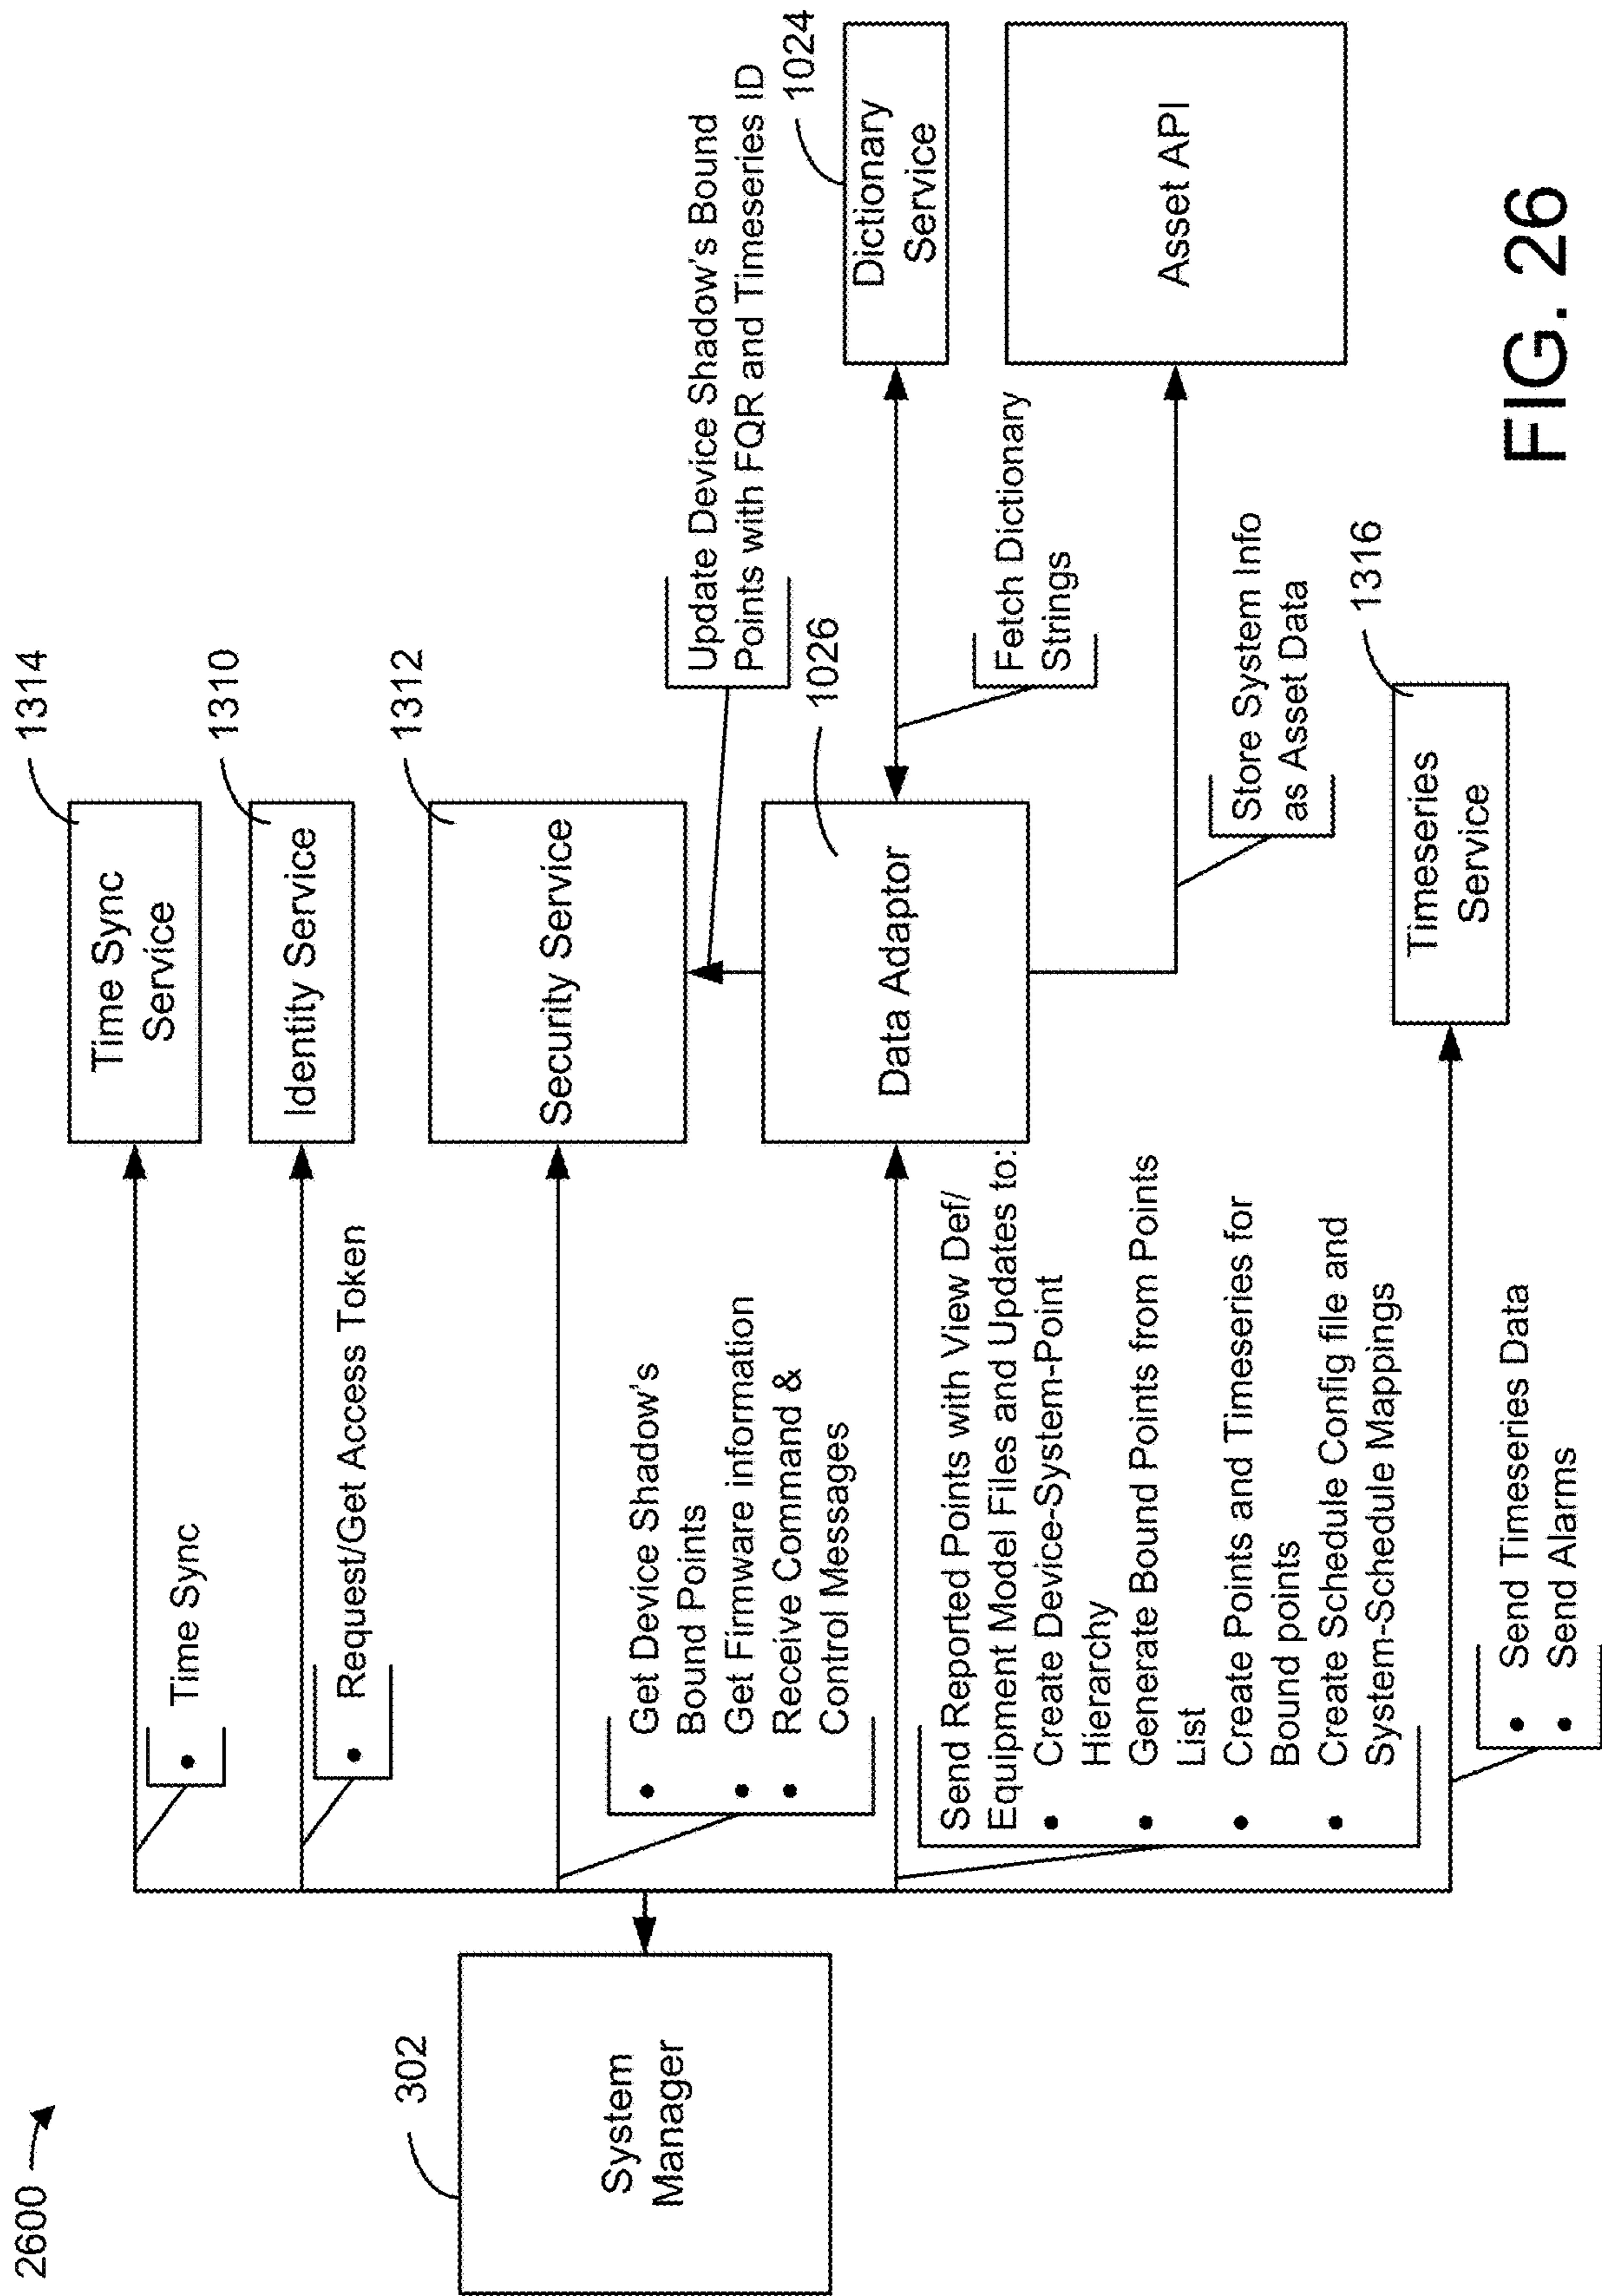 2600
302
System
Manager
• Time Sync
1314
Time Sync
Service
• Request/Get Access Token
1310
Identity Service
1312
Security Service
• Get Device Shadow's
Bound Points
• Get Firmware information
• Receive Command &
Control Messages
Update Device Shadow's Bound
Points with FQR and Timeseries ID
1026
Data Adaptor
Send Reported Points with View Def/
Equipment Model Files and Updates to:
• Create Device-System-Point
Hierarchy
• Generate Bound Points from Points
List
• Create Points and Timseries for
Bound points
• Create Schedule Config file and
System-Schedule Mappings
1024
Dictionary
Service
Fetch Dictionary
Strings
Asset API
Store System Info
as Asset Data
1316
Timeseries
Service
• Send Timeseries Data
• Send Alarms
FIG. 26